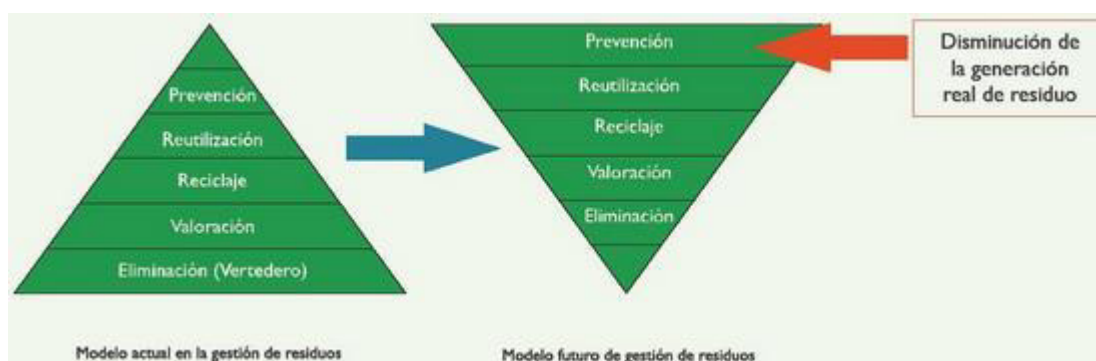 Prevención
Reutilización
Reciclaje
Valoración
Eliminación (Vertedero)
Modelo actual en la gestión de residuos
Prevención
Reutilización
Reciclaje
Valoración
Eliminación
Modelo futuro de gestión de residuos
Disminución de
la generación
real de residuo